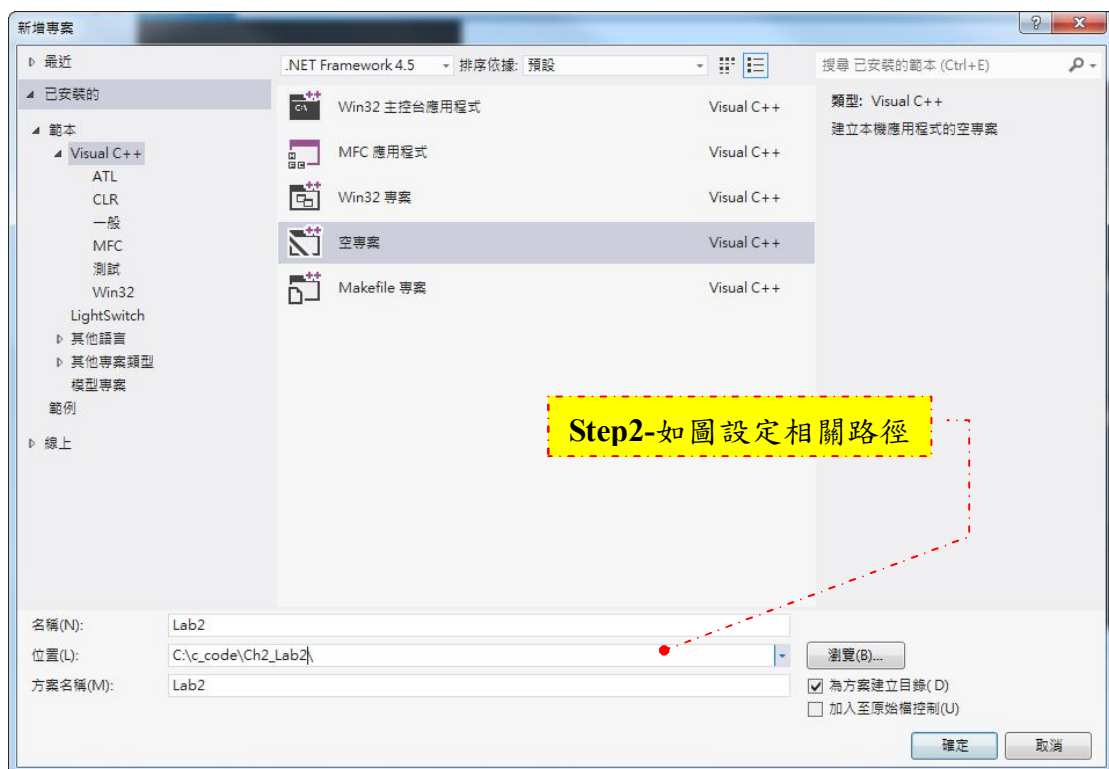 新增專案
最近
.NET Framework 4.5 排序依據: 預設
搜尋 已安裝的範本 (Ctrl+E)
已安裝的
範本
Visual C++
ATL
CLR
一般
MFC
測試
Win32
LightSwitch
其他語言
其他專案類型
模型專案
範例
線上
Win32 主控台應用程式 Visual C++
MFC 應用程式 Visual C++
Win32 專案 Visual C++
空專案 Visual C++
Makefile 專案 Visual C++
類型: Visual C++
建立本機應用程式的空專案
Step2-如圖設定相關路徑
名稱(N): Lab2
位置(L): C:\c_code\Ch2_Lab2\
瀏覽(B)...
方案名稱(M): Lab2
為方案建立目錄(D)
加入至原始檔控制(U)
確定 取消